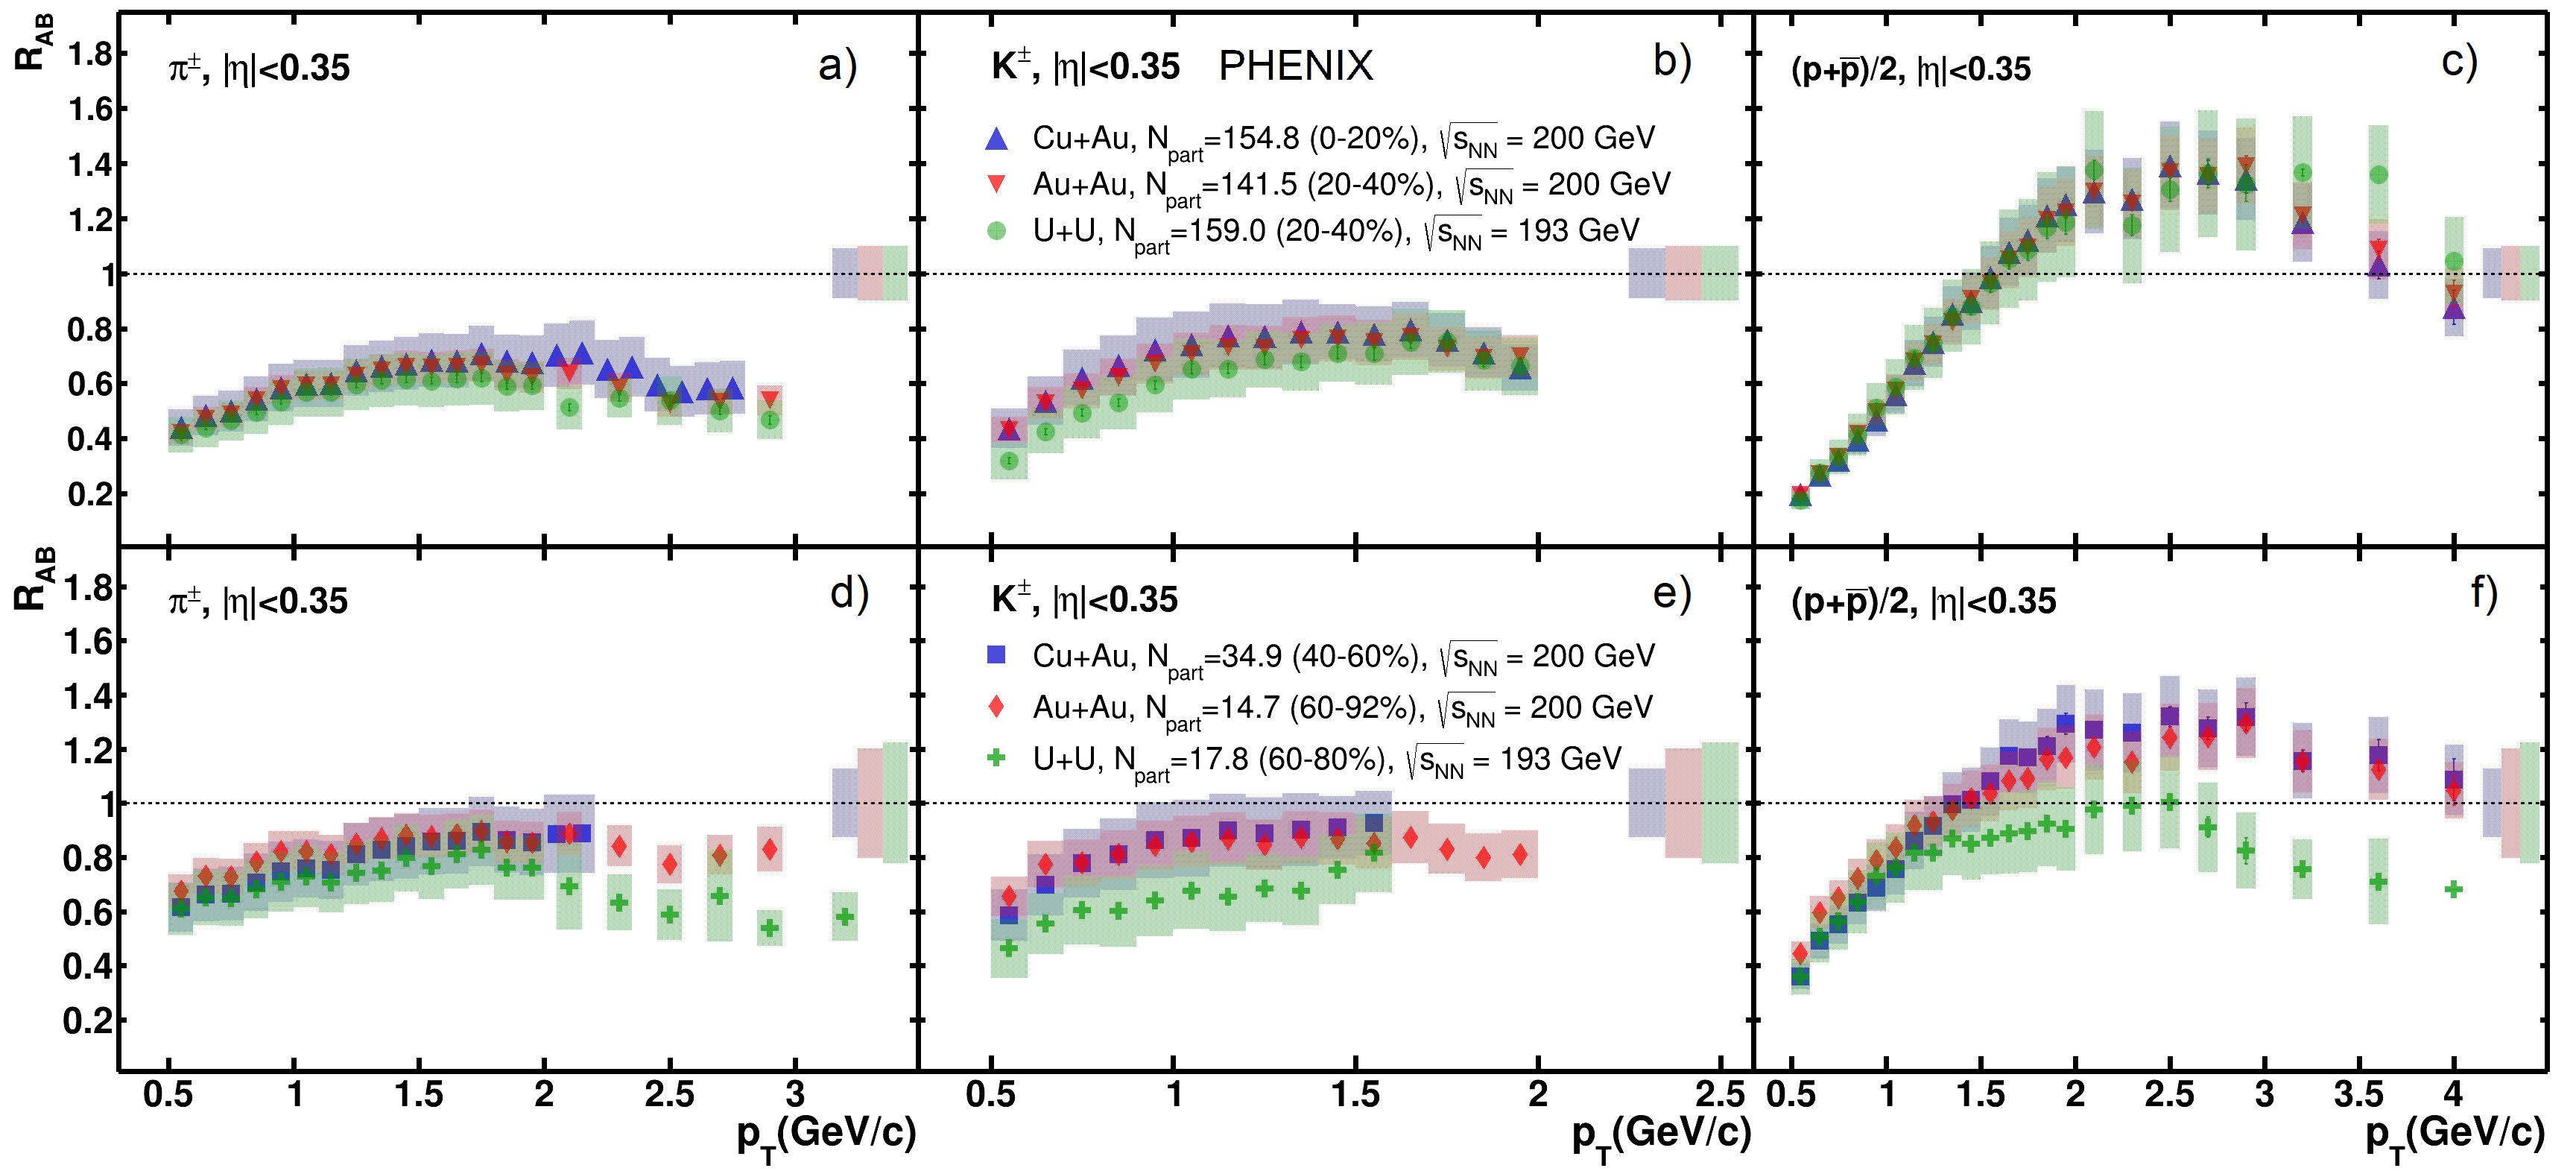 R_AB
π±, |η|<0.35
a)
K±, |η|<0.35 PHENIX
b)
(p+p̅)/2, |η|<0.35
c)
Cu+Au, N_part=154.8 (0-20%), √s_NN = 200 GeV
Au+Au, N_part=141.5 (20-40%), √s_NN = 200 GeV
U+U, N_part=159.0 (20-40%), √s_NN = 193 GeV
1.8
1.6
1.4
1.2
1
0.8
0.6
0.4
0.2
R_AB
π±, |η|<0.35
d)
K±, |η|<0.35
e)
(p+p̅)/2, |η|<0.35
f)
Cu+Au, N_part=34.9 (40-60%), √s_NN = 200 GeV
Au+Au, N_part=14.7 (60-92%), √s_NN = 200 GeV
U+U, N_part=17.8 (60-80%), √s_NN = 193 GeV
1.8
1.6
1.4
1.2
1
0.8
0.6
0.4
0.2
0.5 1 1.5 2 2.5 3
0.5 1 1.5 2 2.5
0.5 1 1.5 2 2.5 3 3.5 4
p_T(GeV/c)
p_T(GeV/c)
p_T(GeV/c)